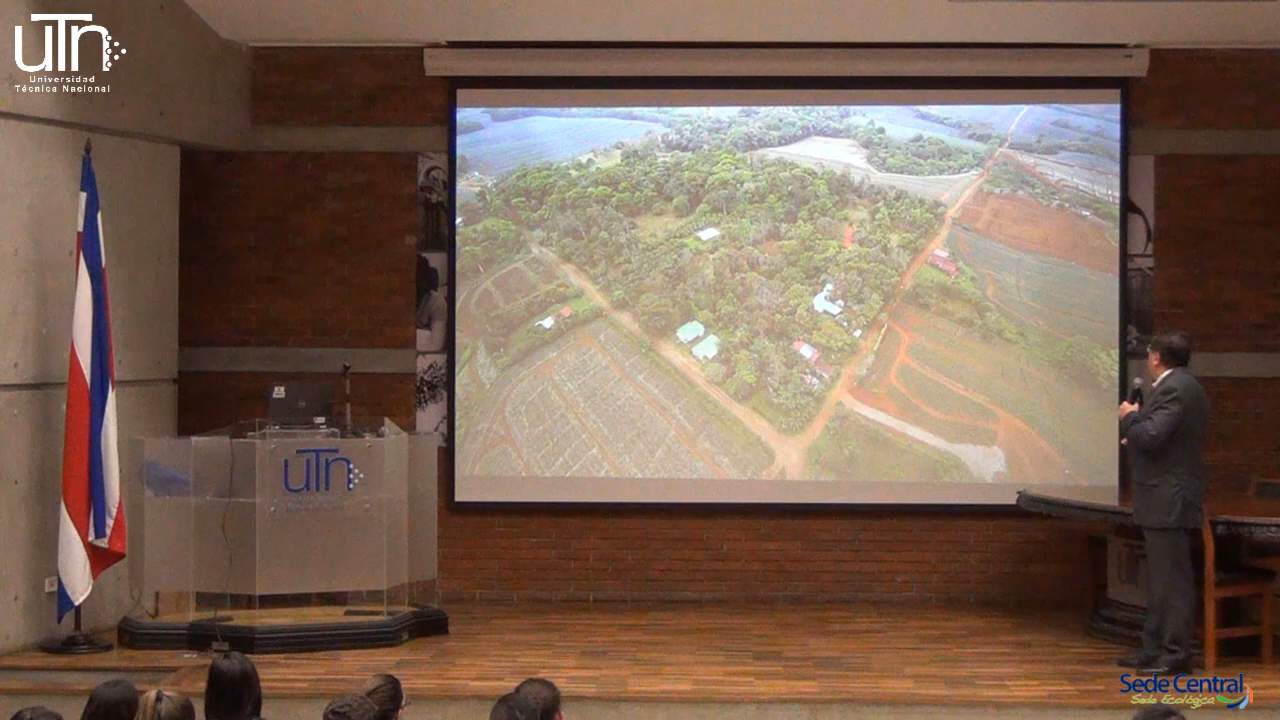 uTn
Universidad
Técnica Nacional
uTn
Sede Central
Sede Ecológica